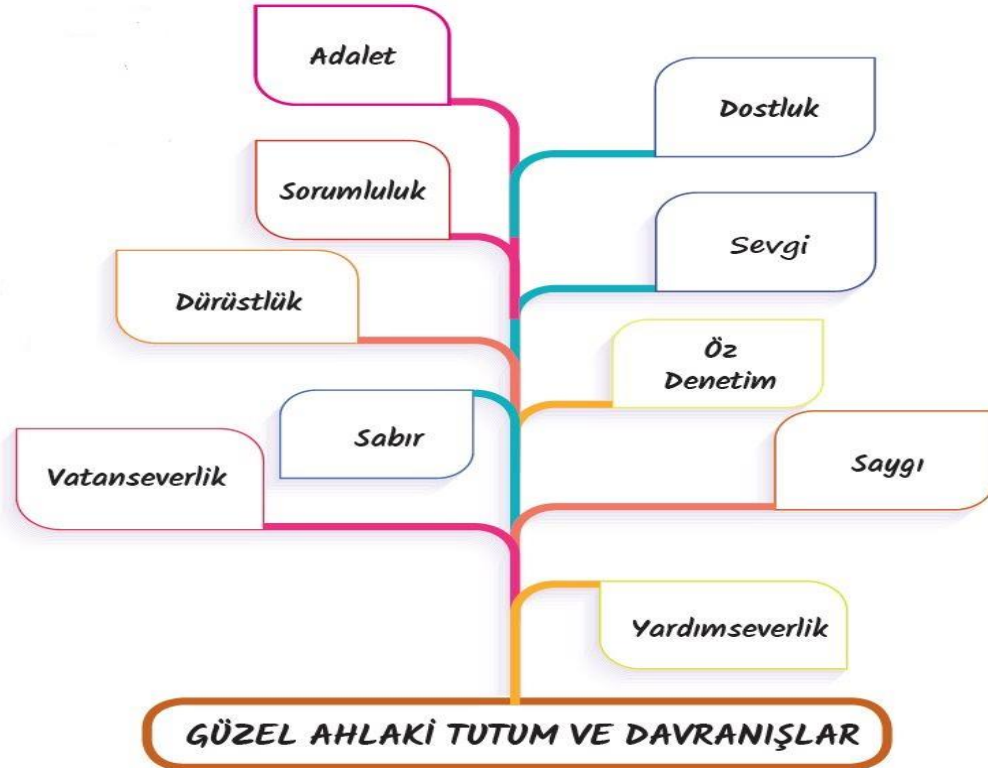 Adalet
Dostluk
Sorumluluk
Sevgi
Dürüstlük
Öz
Denetim
Sabır
Saygı
Vatanseverlik
Yardımseverlik
GÜZEL AHLAKİ TUTUM VE DAVRANIŞLAR